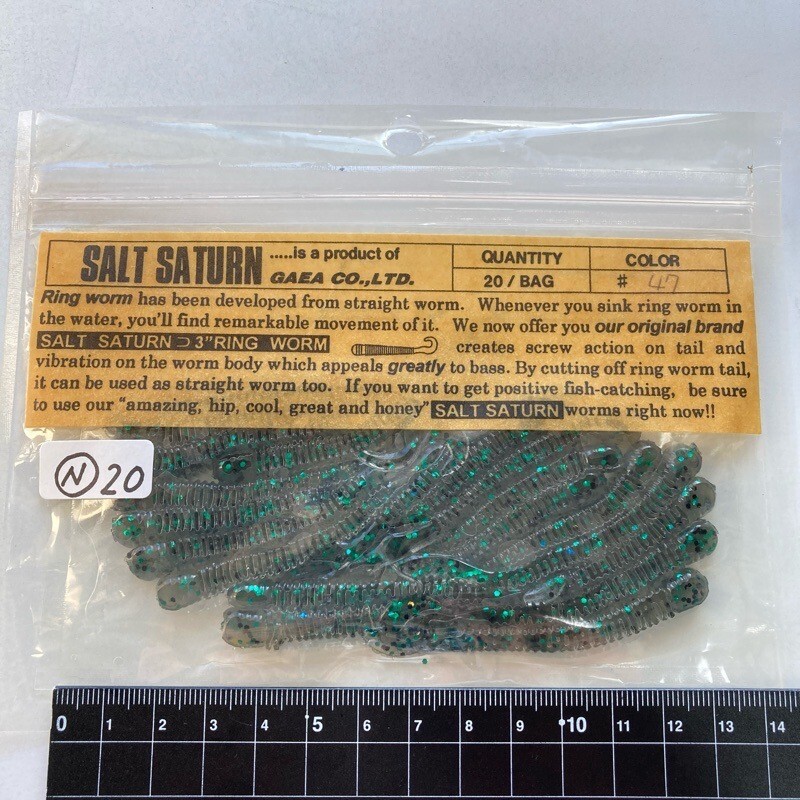 SALT SATURN .....is a product of GAEA CO.,LTD.
QUANTITY
20 / BAG
COLOR
# 47
Ring worm has been developed from straight worm. Whenever you sink ring worm in
the water, you'll find remarkable movement of it. We now offer you our original brand
SALT SATURN ⊃ 3"RING WORM creates screw action on tail and
vibration on the worm body which appeals greatly to bass. By cutting off ring worm tail,
it can be used as straight worm too. If you want to get positive fish-catching, be sure
to use our "amazing, hip, cool, great and honey" SALT SATURN worms right now!!
N 20
0 1 2 3 4 5 6 7 8 9 10 11 12 13 14